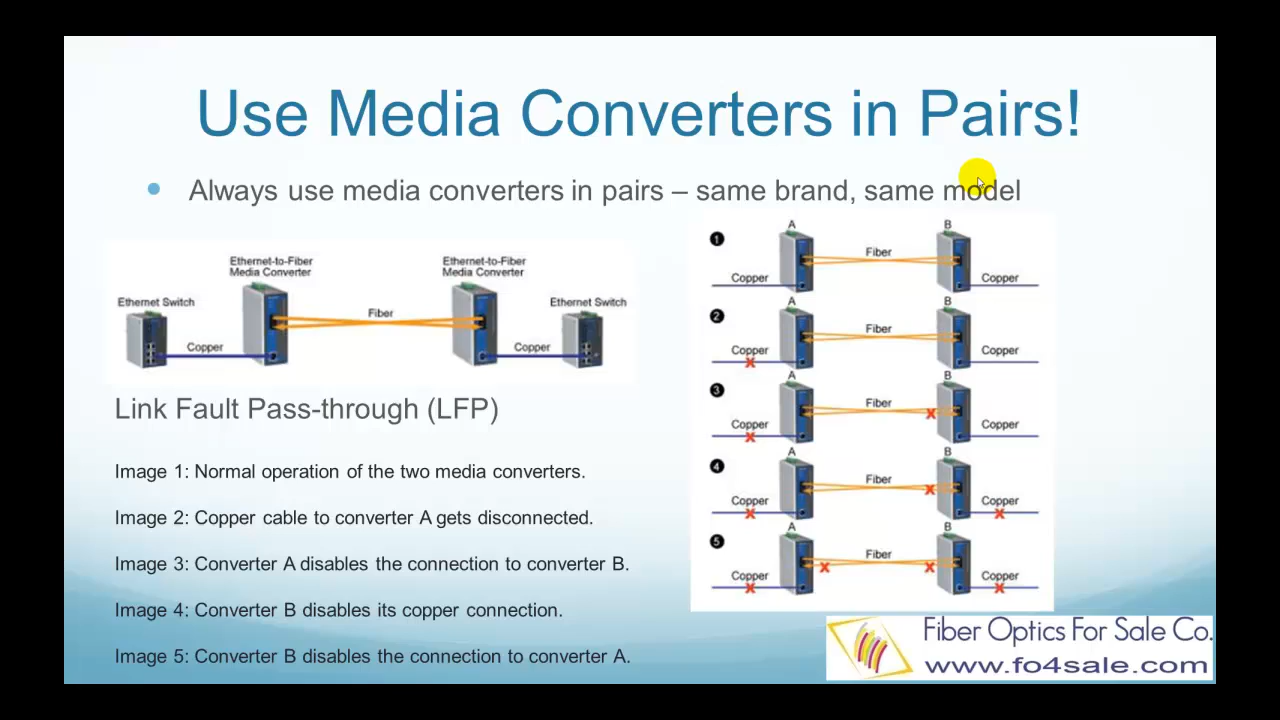 Use Media Converters in Pairs!
Always use media converters in pairs – same brand, same model
Ethernet-to-Fiber
Media Converter
Ethernet-to-Fiber
Media Converter
Ethernet Switch
Ethernet Switch
Fiber
Copper
Copper
Link Fault Pass-through (LFP)
Image 1: Normal operation of the two media converters.
Image 2: Copper cable to converter A gets disconnected.
Image 3: Converter A disables the connection to converter B.
Image 4: Converter B disables its copper connection.
Image 5: Converter B disables the connection to converter A.
1
A
B
Fiber
Copper
Copper
2
A
B
Fiber
Copper
Copper
3
A
B
Fiber
Copper
Copper
4
A
B
Fiber
Copper
Copper
5
A
B
Fiber
Copper
Copper
Fiber Optics For Sale Co.
www.fo4sale.com